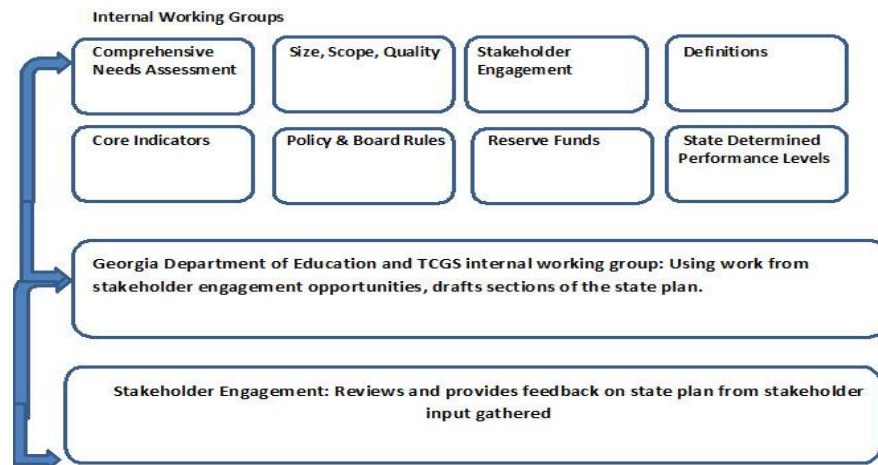 Internal Working Groups
Comprehensive
Needs Assessment
Size, Scope, Quality
Stakeholder
Engagement
Definitions
Core Indicators
Policy & Board Rules
Reserve Funds
State Determined
Performance Levels
Georgia Department of Education and TCGS internal working group: Using work from
stakeholder engagement opportunities, drafts sections of the state plan.
Stakeholder Engagement: Reviews and provides feedback on state plan from stakeholder
input gathered